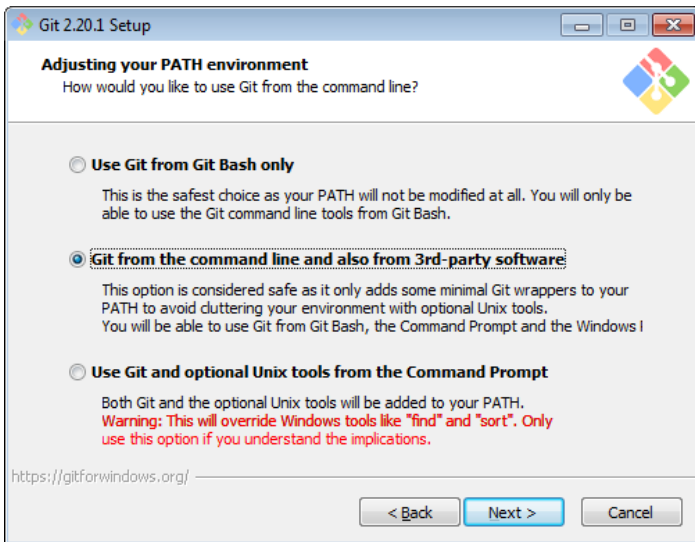 Git 2.20.1 Setup
Adjusting your PATH environment
How would you like to use Git from the command line?
Use Git from Git Bash only
This is the safest choice as your PATH will not be modified at all. You will only be
able to use the Git command line tools from Git Bash.
Git from the command line and also from 3rd-party software
This option is considered safe as it only adds some minimal Git wrappers to your
PATH to avoid cluttering your environment with optional Unix tools.
You will be able to use Git from Git Bash, the Command Prompt and the Windows
Use Git and optional Unix tools from the Command Prompt
Both Git and the optional Unix tools will be added to your PATH.
Warning: This will override Windows tools like "find" and "sort". Only
use this option if you understand the implications.
https://gitforwindows.org/
< Back
Next >
Cancel